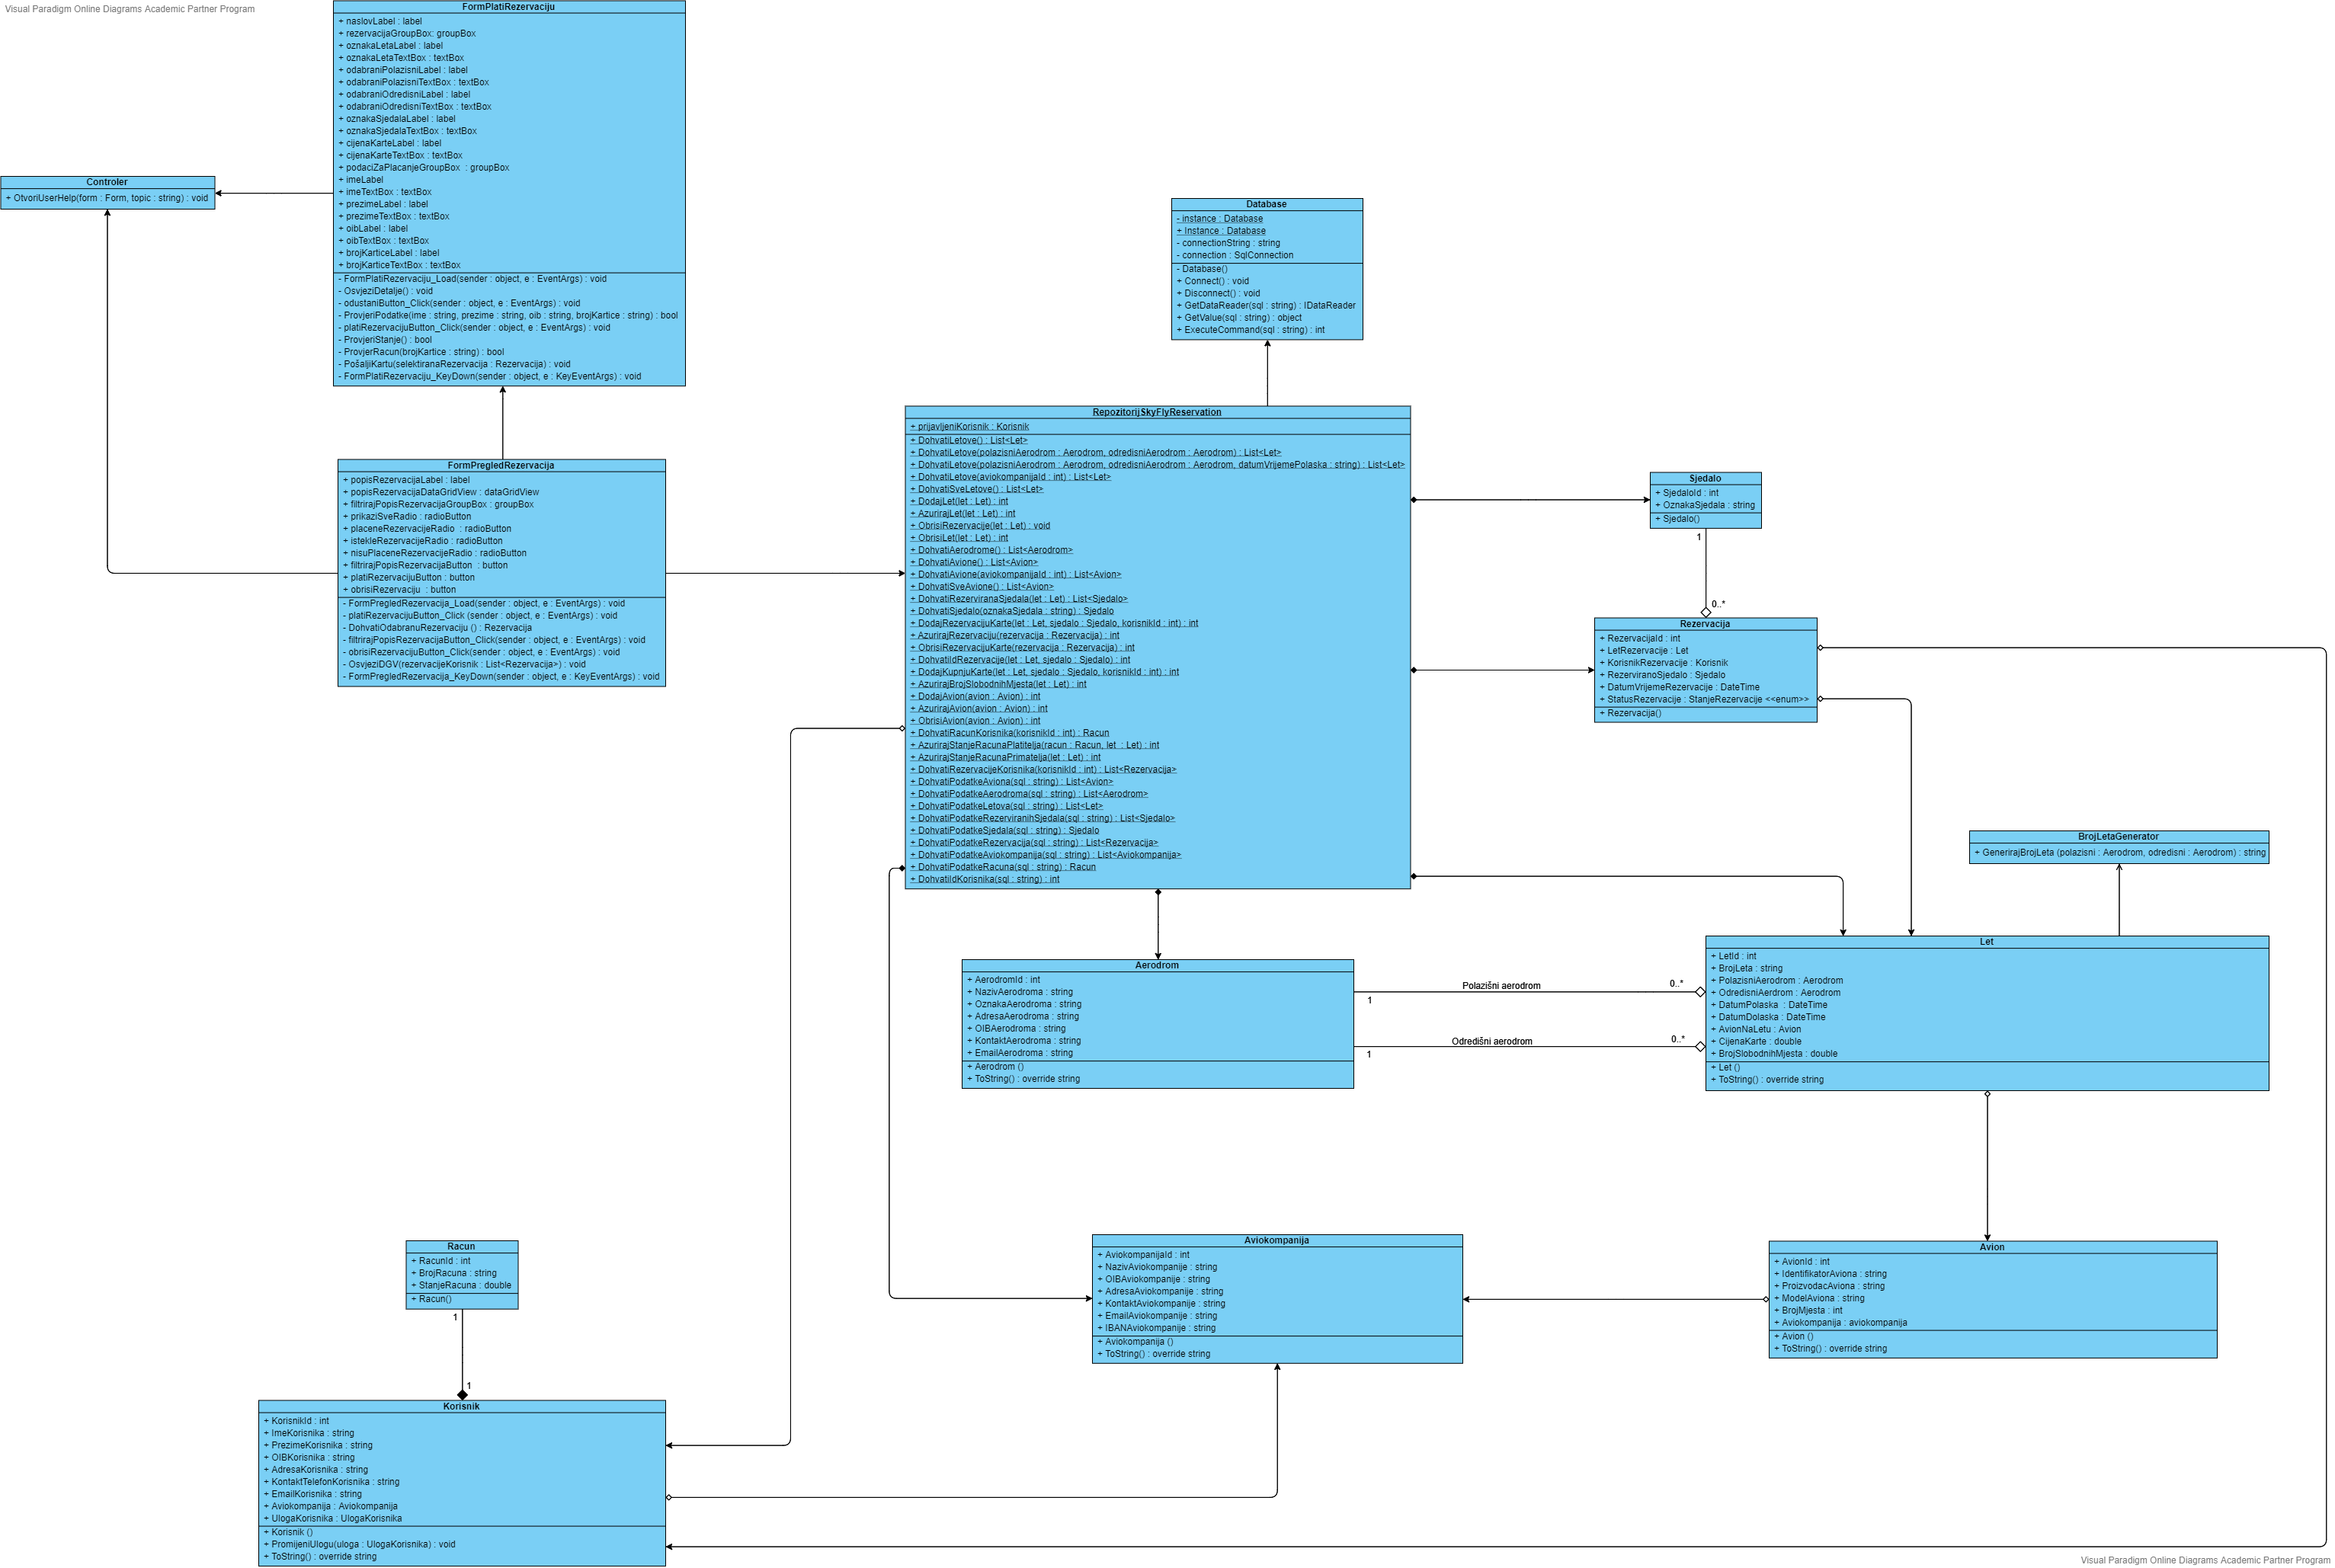 Visual Paradigm Online Diagrams Academic Partner Program
FormPlatiRezervaciju
+ naslovLabel : label
+ rezervacijaGroupBox: groupBox
+ oznakaLetaLabel : label
+ oznakaLetaTextBox : textBox
+ odabraniPolazisniLabel : label
+ odabraniPolazisniTextBox : textBox
+ odabraniOdredisniLabel : label
+ odabraniOdredisniTextBox : textBox
+ oznakaSjedalaLabel : label
+ oznakaSjedalaTextBox : textBox
+ cijenaKarteLabel : label
+ cijenaKarteTextBox : textBox
+ podaciZaPlacanjeGroupBox : groupBox
+ imeLabel
+ imeTextBox : textBox
+ prezimeLabel : label
+ prezimeTextBox : textBox
+ oibLabel : label
+ oibTextBox : textBox
+ brojKarticeLabel : label
+ brojKarticeTextBox : textBox
- FormPlatiRezervaciju_Load(sender : object, e : EventArgs) : void
- OsvjeziDetalje() : void
- odustaniButton_Click(sender : object, e : EventArgs) : void
- ProvjeriPodatke(ime : string, prezime : string, oib : string, brojKartice : string) : bool
- platiRezervacijuButton_Click(sender : object, e : EventArgs) : void
- ProvjeriStanje() : bool
- ProvjerRacun(brojKartice : string) : bool
- PošaljiKartu(selektiranaRezervacija : Rezervacija) : void
- FormPlatiRezervaciju_KeyDown(sender : object, e : KeyEventArgs) : void
Controler
+ OtvoriUserHelp(form : Form, topic : string) : void
Database
- instance : Database
+ Instance : Database
- connectionString : string
- connection : SqlConnection
- Database()
+ Connect() : void
+ Disconnect() : void
+ GetDataReader(sql : string) : IDataReader
+ GetValue(sql : string) : object
+ ExecuteCommand(sql : string) : int
FormPregledRezervacija
+ popisRezervacijaLabel : label
+ popisRezervacijaDataGridView : dataGridView
+ filtrirajPopisRezervacijaGroupBox : groupBox
+ prikaziSveRadio : radioButton
+ placeneRezervacijeRadio : radioButton
+ istekleRezervacijeRadio : radioButton
+ nisuPlaceneRezervacijeRadio : radioButton
+ filtrirajPopisRezervacijaButton : button
+ platiRezervacijuButton : button
+ obrisiRezervaciju : button
- FormPregledRezervacija_Load(sender : object, e : EventArgs) : void
- platiRezervacijuButton_Click (sender : object, e : EventArgs) : void
- DohvatiOdabranuRezervaciju () : Rezervacija
- filtrirajPopisRezervacijaButton_Click(sender : object, e : EventArgs) : void
- obrisiRezervacijuButton_Click(sender : object, e : EventArgs) : void
- OsvjeziDGV(rezervacijeKorisnik : List<Rezervacija>) : void
- FormPregledRezervacija_KeyDown(sender : object, e : KeyEventArgs) : void
RepozitorijSkyFlyReservation
+ prijavljeniKorisnik : Korisnik
+ DohvatiLetove() : List<Let>
+ DohvatiLetove(polazisniAerodrom : Aerodrom, odredisniAerodrom : Aerodrom) : List<Let>
+ DohvatiLetove(polazisniAerodrom : Aerodrom, odredisniAerodrom : Aerodrom, datumVrijemePolaska : string) : List<Let>
+ DohvatiLetove(aviokompanijaId : int) : List<Let>
+ DohvatiSveLetove() : List<Let>
+ DodajLet(let : Let) : int
+ AzurirajLet(let : Let) : int
+ ObrisiRezervacije(let : Let) : void
+ ObrisiLet(let : Let) : int
+ DohvatiAerodrome() : List<Aerodrom>
+ DohvatiAvione() : List<Avion>
+ DohvatiAvione(aviokompanijaId : int) : List<Avion>
+ DohvatiSveAvione() : List<Avion>
+ DohvatiRezerviranaSjedala(let : Let) : List<Sjedalo>
+ DohvatiSjedalo(oznakaSjedala : string) : Sjedalo
+ DodajRezervacijuKarte(let : Let, sjedalo : Sjedalo, korisnikId : int) : int
+ AzurirajRezervaciju(rezervacija : Rezervacija) : int
+ ObrisiRezervacijuKarte(rezervacija : Rezervacija) : int
+ DohvatiIdRezervacije(let : Let, sjedalo : Sjedalo) : int
+ DodajKupnjuKarte(let : Let, sjedalo : Sjedalo, korisnikId : int) : int
+ AzurirajBrojSlobodnihMjesta(let : Let) : int
+ DodajAvion(avion : Avion) : int
+ AzurirajAvion(avion : Avion) : int
+ ObrisiAvion(avion : Avion) : int
+ DohvatiRacunKorisnika(korisnikId : int) : Racun
+ AzurirajStanjeRacunaPlatitelja(racun : Racun, let : Let) : int
+ AzurirajStanjeRacunaPrimatelja(let : Let) : int
+ DohvatiRezervacijeKorisnika(korisnikId : int) : List<Rezervacija>
+ DohvatiPodatkeAviona(sql : string) : List<Avion>
+ DohvatiPodatkeAerodroma(sql : string) : List<Aerodrom>
+ DohvatiPodatkeLetova(sql : string) : List<Let>
+ DohvatiPodatkeRezerviranihSjedala(sql : string) : List<Sjedalo>
+ DohvatiPodatkeSjedala(sql : string) : Sjedalo
+ DohvatiPodatkeRezervacija(sql : string) : List<Rezervacija>
+ DohvatiPodatkeAviokompanija(sql : string) : List<Aviokompanija>
+ DohvatiPodatkeRacuna(sql : string) : Racun
+ DohvatiIdKorisnika(sql : string) : int
Sjedalo
+ SjedaloId : int
+ OznakaSjedala : string
+ Sjedalo()
1
0..*
Rezervacija
+ RezervacijaId : int
+ LetRezervacije : Let
+ KorisnikRezervacije : Korisnik
+ RezerviranoSjedalo : Sjedalo
+ DatumVrijemeRezervacije : DateTime
+ StatusRezervacije : StanjeRezervacije <<enum>>
+ Rezervacija()
BrojLetaGenerator
+ GenerirajBrojLeta (polazisni : Aerodrom, odredisni : Aerodrom) : string
Aerodrom
+ AerodromId : int
+ NazivAerodroma : string
+ OznakaAerodroma : string
+ AdresaAerodroma : string
+ OIBAerodroma : string
+ KontaktAerodroma : string
+ EmailAerodroma : string
+ Aerodrom ()
+ ToString() : override string
Polazišni aerodrom
0..*
1
Odredišni aerodrom
0..*
1
Let
+ LetId : int
+ BrojLeta : string
+ PolazisniAerodrom : Aerodrom
+ OdredisniAerdrom : Aerodrom
+ DatumPolaska : DateTime
+ DatumDolaska : DateTime
+ AvionNaLetu : Avion
+ CijenaKarte : double
+ BrojSlobodnihMjesta : double
+ Let ()
+ ToString() : override string
Racun
+ RacunId : int
+ BrojRacuna : string
+ StanjeRacuna : double
+ Racun()
1
1
Aviokompanija
+ AviokompanijaId : int
+ NazivAviokompanije : string
+ OIBAviokompanije : string
+ AdresaAviokompanije : string
+ KontaktAviokompanije : string
+ EmailAviokompanije : string
+ IBANAviokompanije : string
+ Aviokompanija ()
+ ToString() : override string
Avion
+ AvionId : int
+ IdentifikatorAviona : string
+ ProizvodacAviona : string
+ ModelAviona : string
+ BrojMjesta : int
+ Aviokompanija : aviokompanija
+ Avion ()
+ ToString() : override string
Korisnik
+ KorisnikId : int
+ ImeKorisnika : string
+ PrezimeKorisnika : string
+ OIBKorisnika : string
+ AdresaKorisnika : string
+ KontaktTelefonKorisnika : string
+ EmailKorisnika : string
+ Aviokompanija : Aviokompanija
+ UlogaKorisnika : UlogaKorisnika
+ Korisnik ()
+ PromijeniUlogu(uloga : UlogaKorisnika) : void
+ ToString() : override string
Visual Paradigm Online Diagrams Academic Partner Program